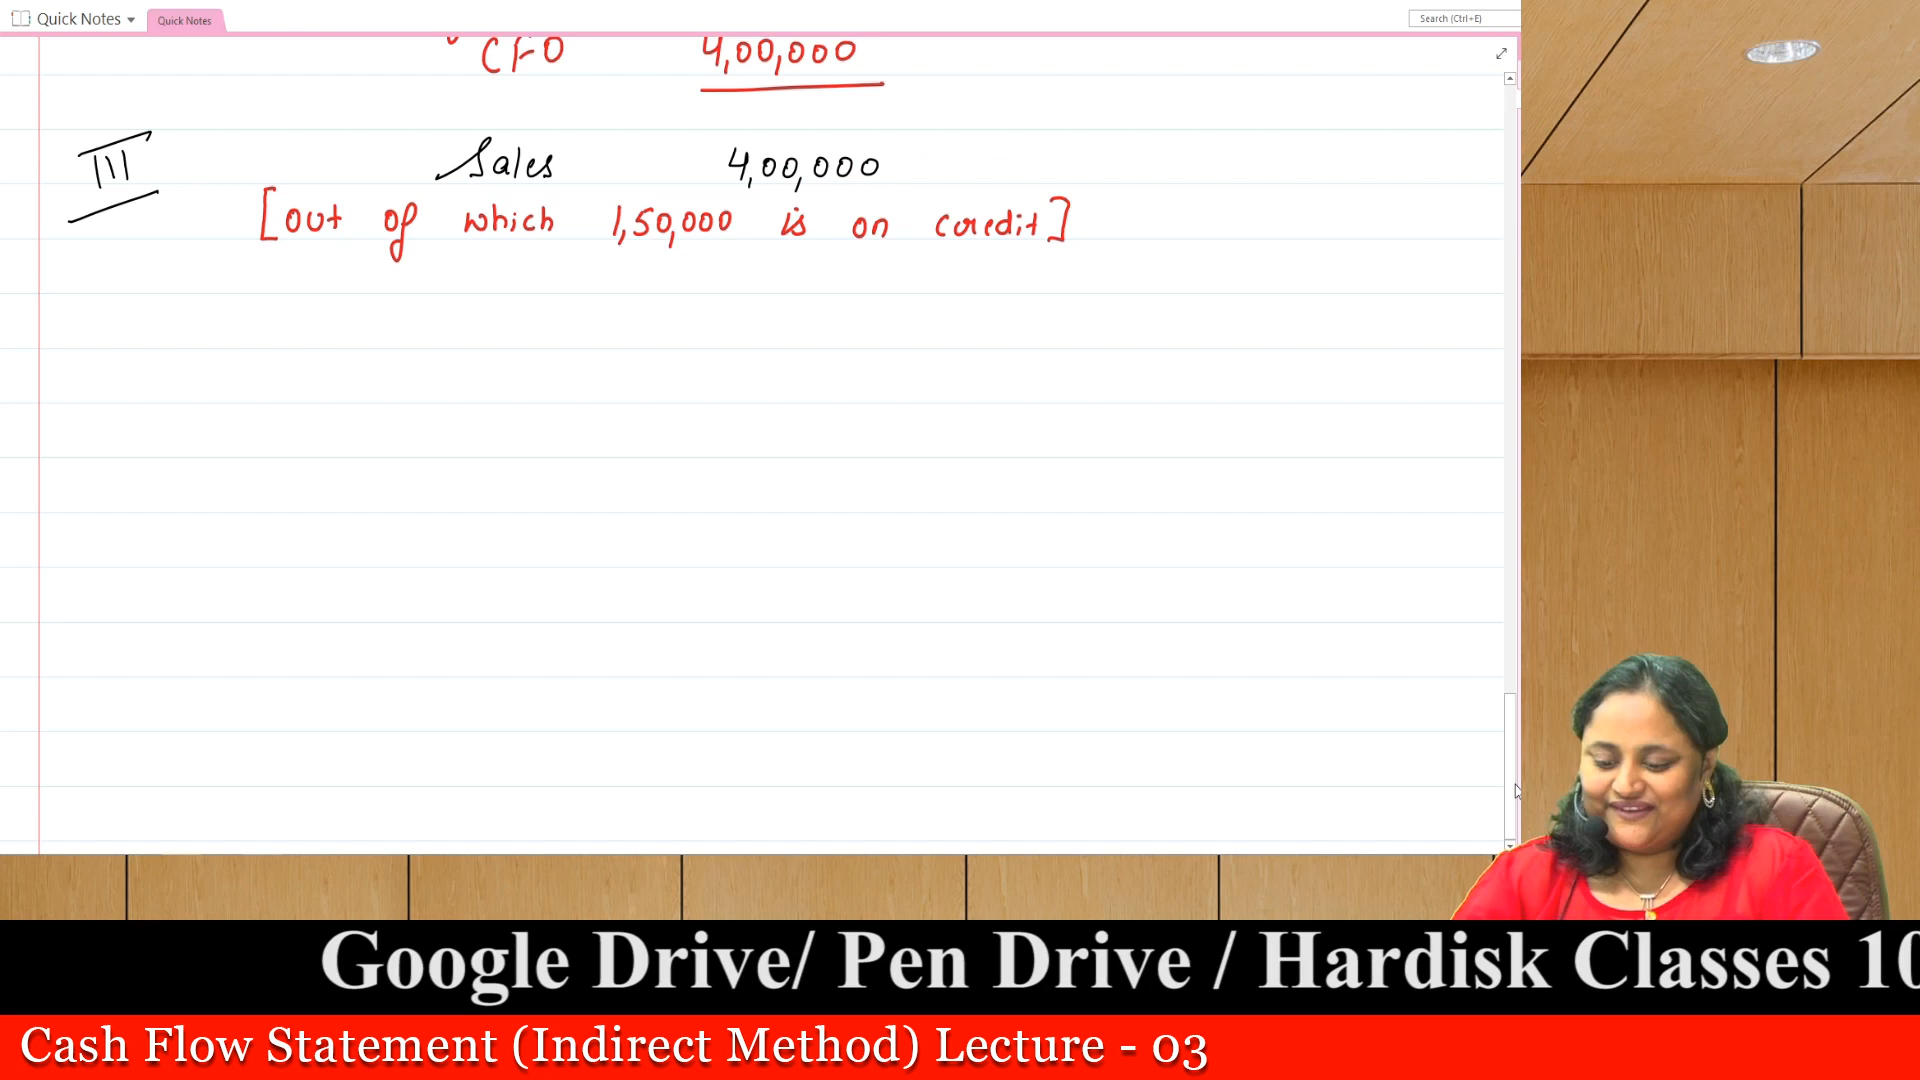 Quick Notes
Quick Notes
Search (Ctrl+E)
CFO 4,00,000
III Sales 4,00,000
[out of which 1,50,000 is on credit]
Google Drive/ Pen Drive / Hardisk Classes 10
Cash Flow Statement (Indirect Method) Lecture - 03